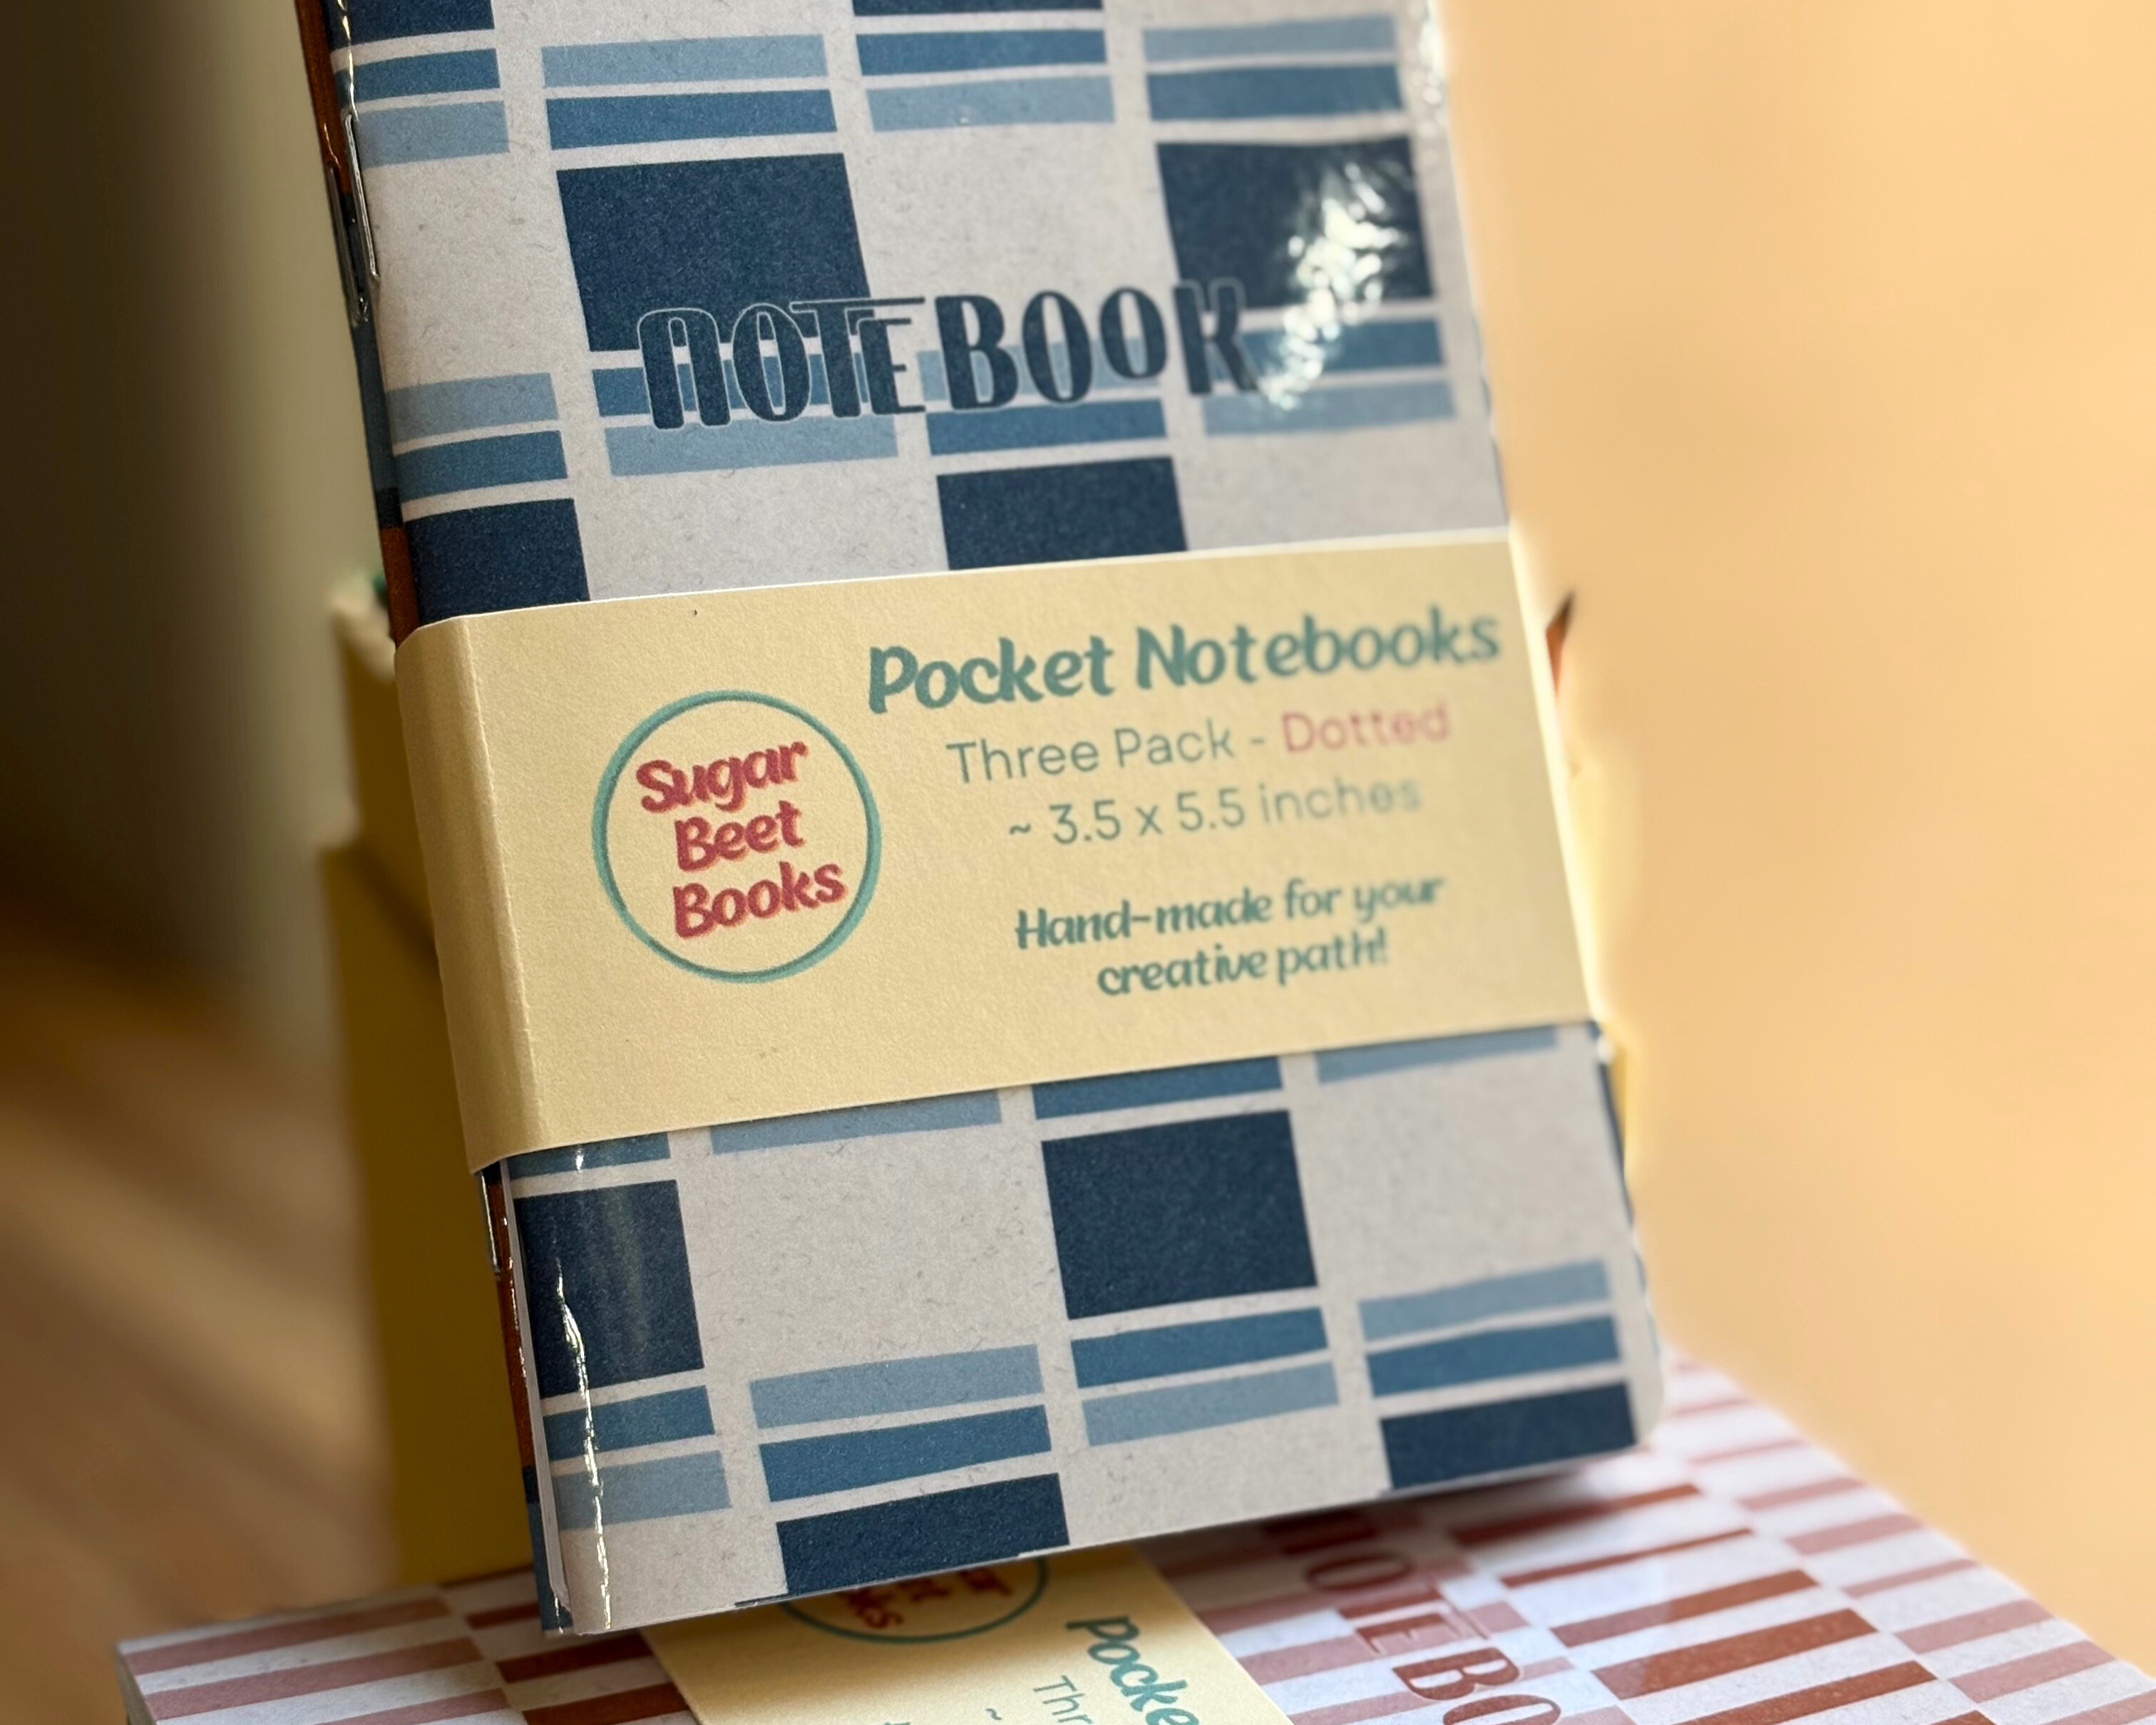 NOTEBOOK
Pocket Notebooks
Three Pack - Dotted
~ 3.5 x 5.5 inches
Hand-made for your
creative path!
Sugar
Beet
Books